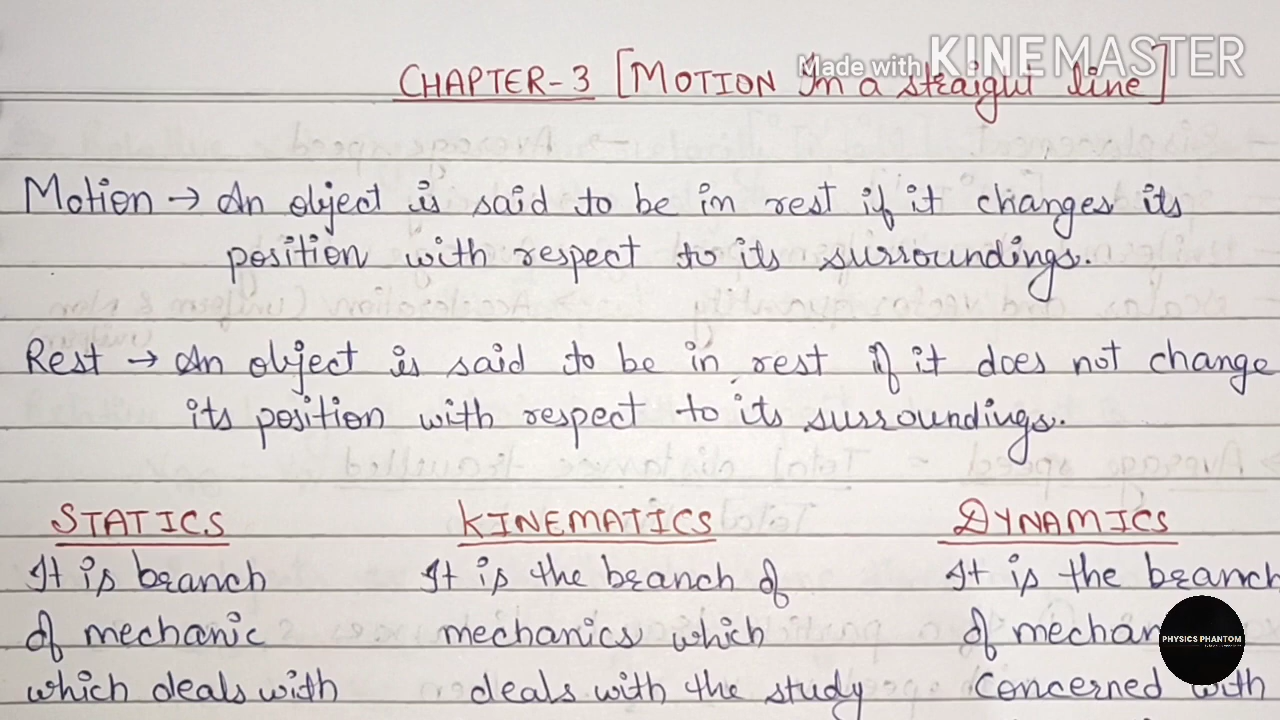 Made with KINEMASTER
CHAPTER-3 [MOTION In a straight line]
Motion → An object is said to be in rest if it changes its
position with respect to its surroundings.
Rest → An object is said to be in rest if it does not change
its position with respect to its surroundings.
STATICS KINEMATICS DYNAMICS
It is branch It is the branch of It is the branch
of mechanic mechanics which of mechan
which deals with deals with the study concerned with
PHYSICS PHANTOM